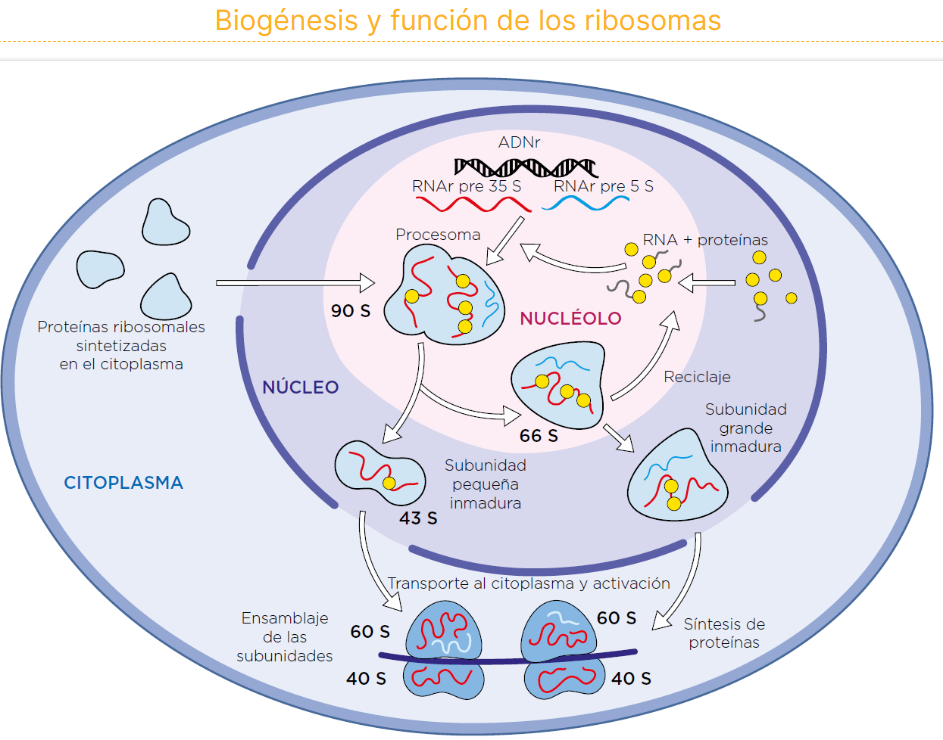 Biogénesis y función de los ribosomas
ADNr
RNAr pre 35 S
RNAr pre 5 S
Procesoma
RNA + proteínas
90 S
NUCLÉOLO
Proteínas ribosomales
sintetizadas
en el citoplasma
NÚCLEO
Reciclaje
66 S
Subunidad
grande
inmadura
Subunidad
pequeña
inmadura
CITOPLASMA
43 S
Transporte al citoplasma y activación
Ensamblaje
de las
subunidades
60 S
60 S
Síntesis de
proteínas
40 S
40 S